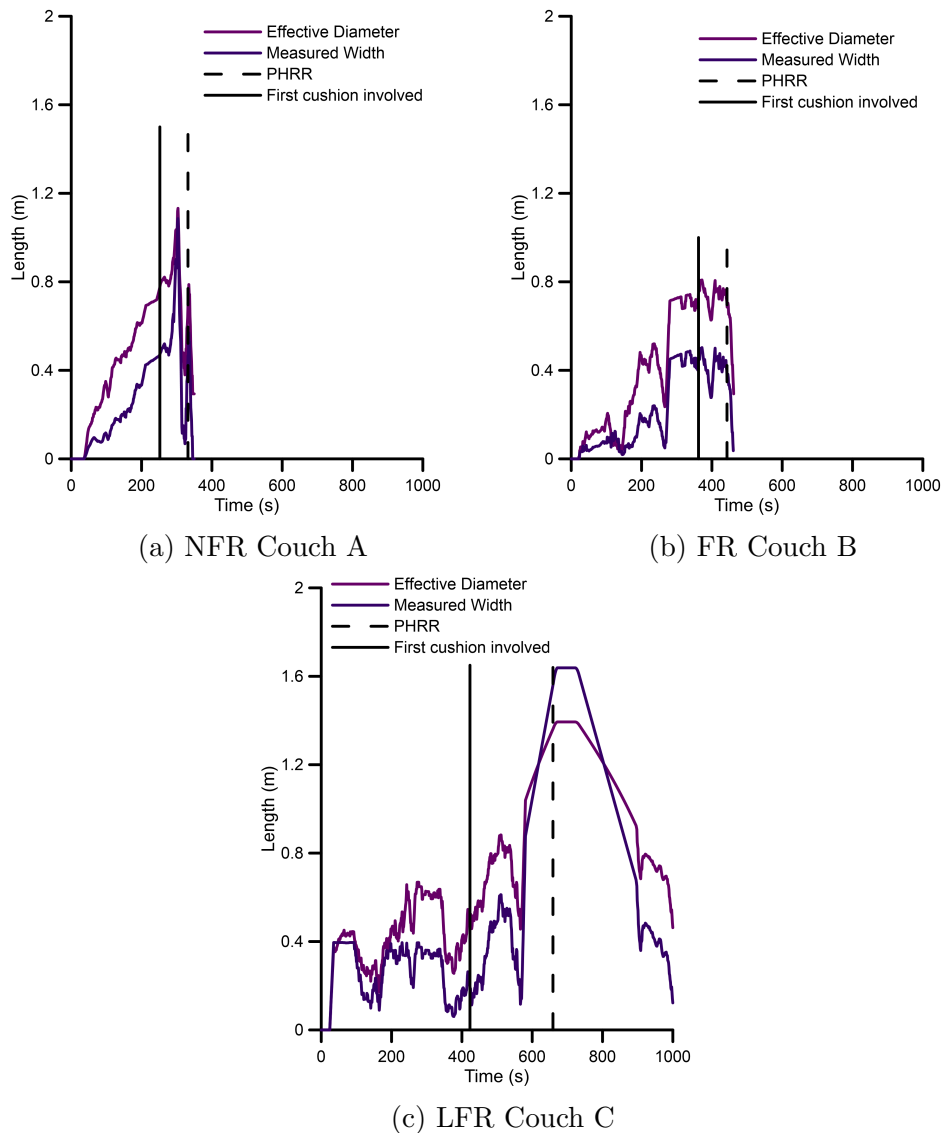 2
Effective Diameter
Measured Width
PHRR
First cushion involved
1.6
1.2
0.8
0.4
0
Length (m)
0 200 400 600 800 1000
Time (s)
(a) NFR Couch A
2
Effective Diameter
Measured Width
PHRR
First cushion involved
1.6
1.2
0.8
0.4
0
Length (m)
0 200 400 600 800 1000
Time (s)
(b) FR Couch B
2
Effective Diameter
Measured Width
PHRR
First cushion involved
1.6
1.2
0.8
0.4
0
Length (m)
0 200 400 600 800 1000
Time (s)
(c) LFR Couch C